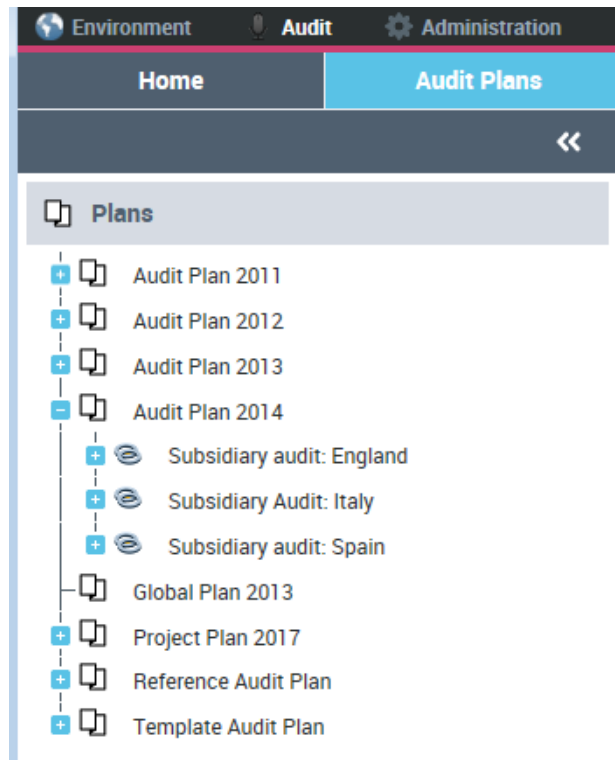 Environment Audit Administration
Home Audit Plans
Plans
Audit Plan 2011
Audit Plan 2012
Audit Plan 2013
Audit Plan 2014
Subsidiary audit: England
Subsidiary Audit: Italy
Subsidiary audit: Spain
Global Plan 2013
Project Plan 2017
Reference Audit Plan
Template Audit Plan